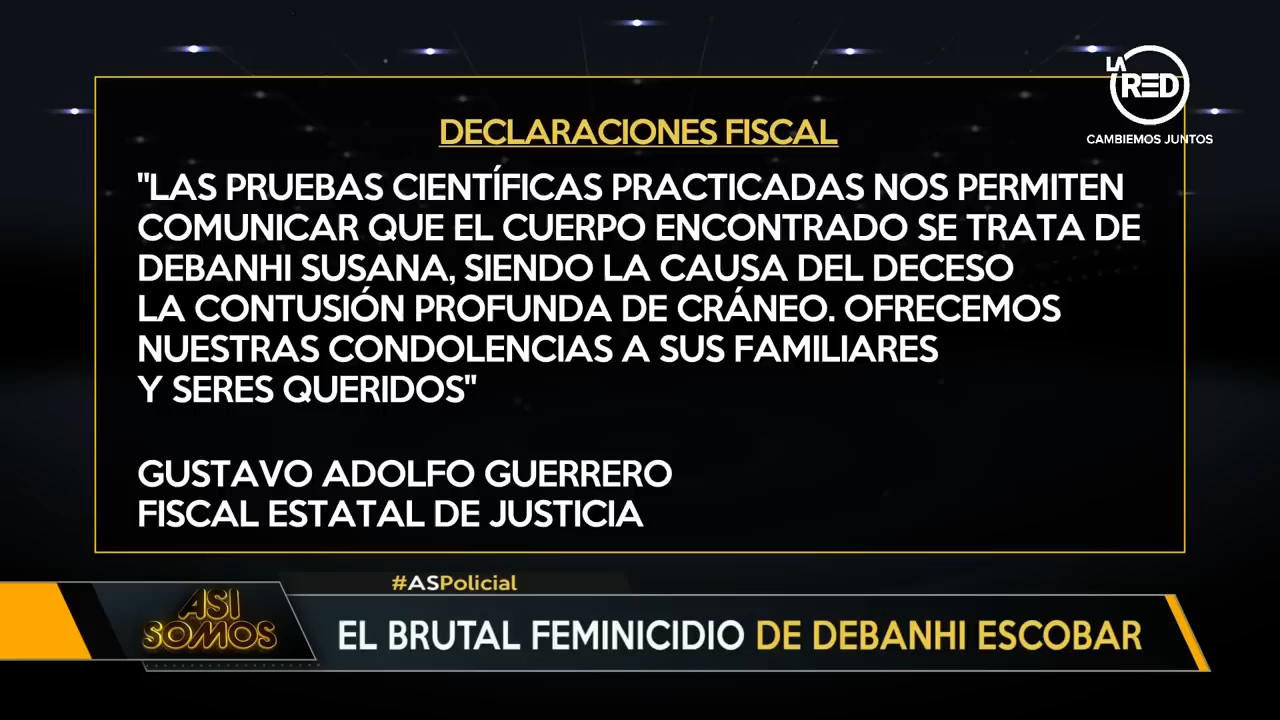 LA
RED
CAMBIEMOS JUNTOS
DECLARACIONES FISCAL
"LAS PRUEBAS CIENTÍFICAS PRACTICADAS NOS PERMITEN
COMUNICAR QUE EL CUERPO ENCONTRADO SE TRATA DE
DEBANHI SUSANA, SIENDO LA CAUSA DEL DECESO
LA CONTUSIÓN PROFUNDA DE CRÁNEO. OFRECEMOS
NUESTRAS CONDOLENCIAS A SUS FAMILIARES
Y SERES QUERIDOS"
GUSTAVO ADOLFO GUERRERO
FISCAL ESTATAL DE JUSTICIA
#ASPolicial
ASI
SOMOS
EL BRUTAL FEMINICIDIO DE DEBANHI ESCOBAR